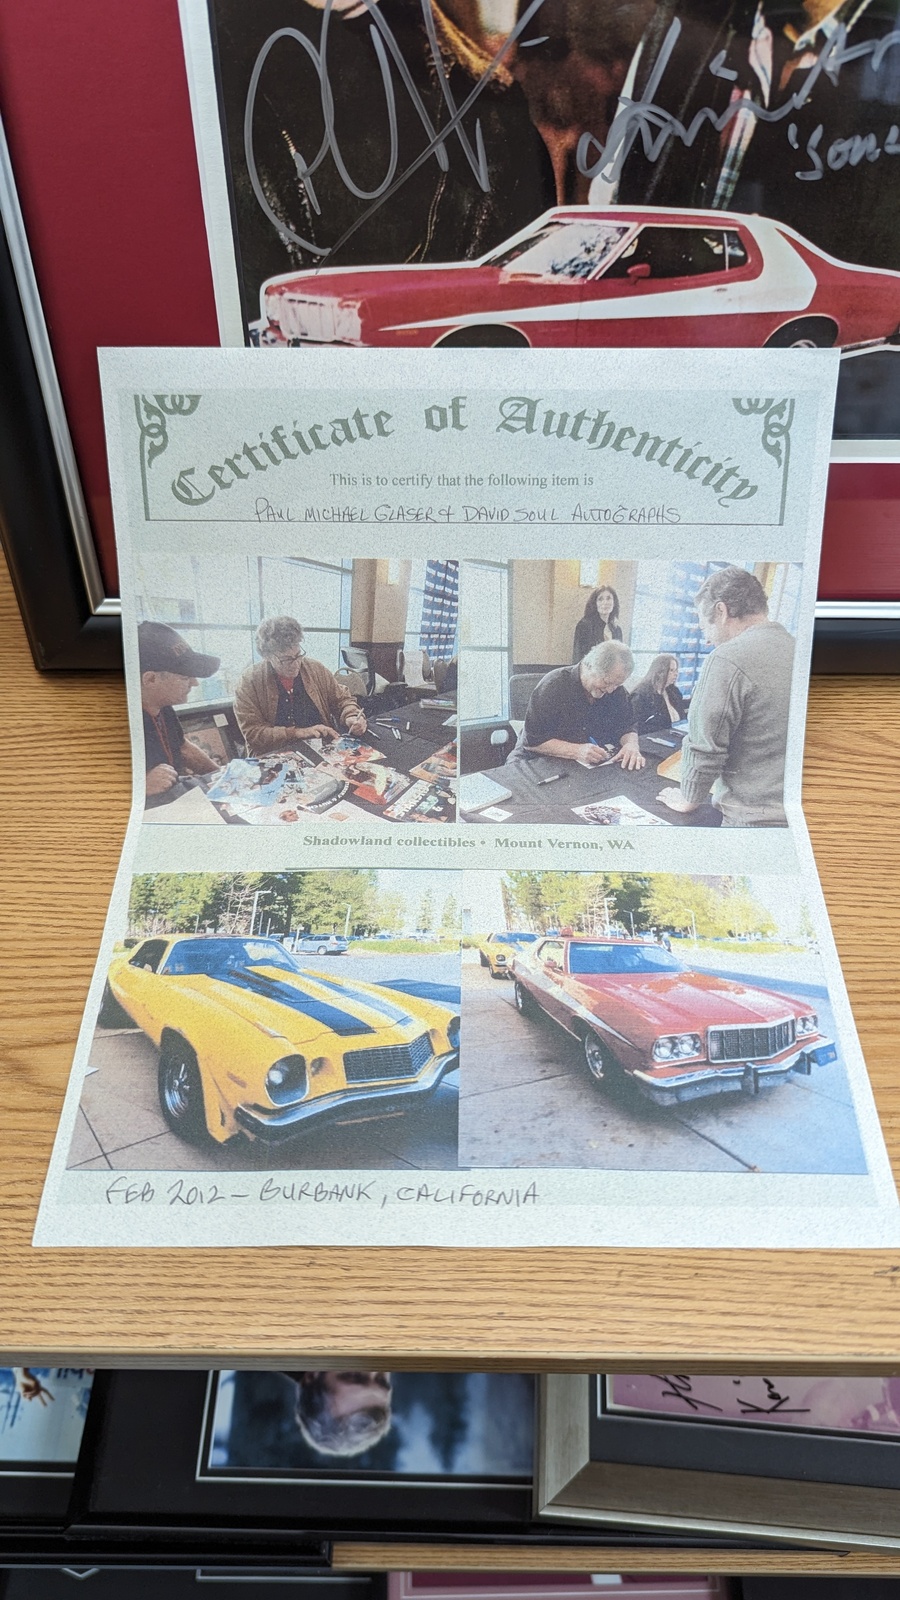 Certificate of Authenticity
This is to certify that the following item is
PAUL MICHAEL GLASER & DAVID SOUL AUTOGRAPHS
Shadowland collectibles • Mount Vernon, WA
FEB 2012 – BURBANK, CALIFORNIA